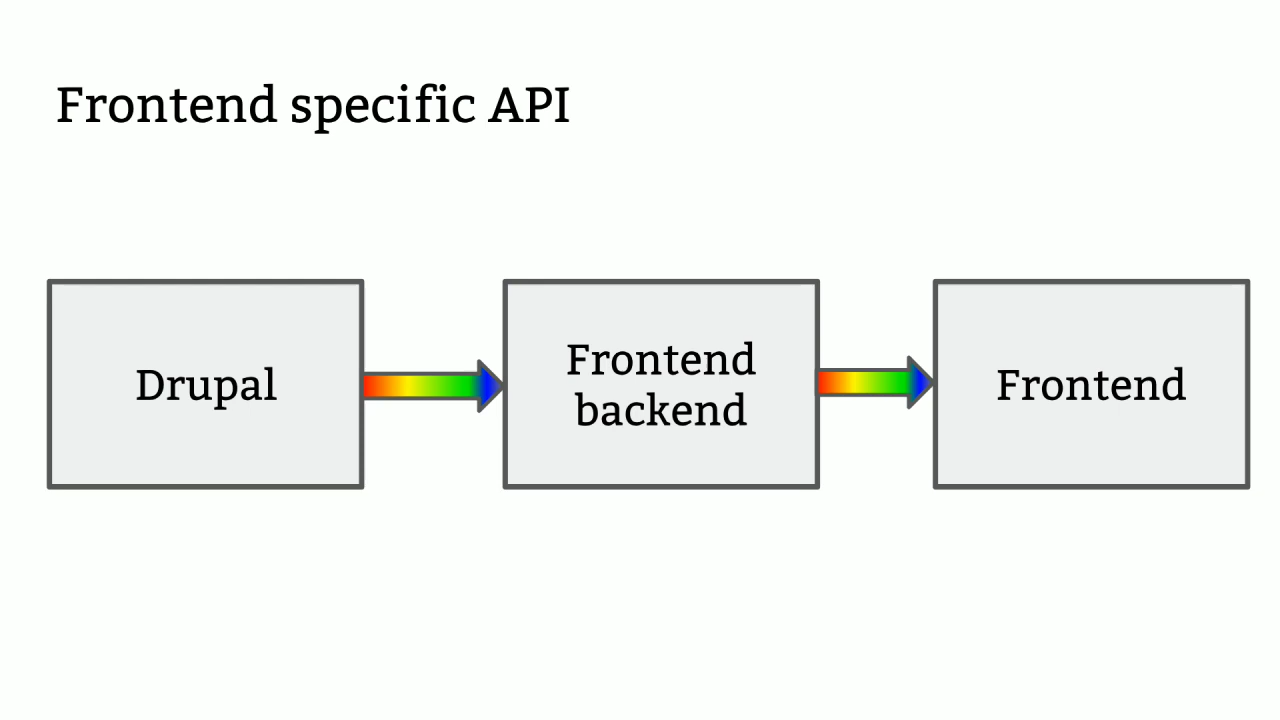 Frontend specific API
Drupal
Frontend
backend
Frontend